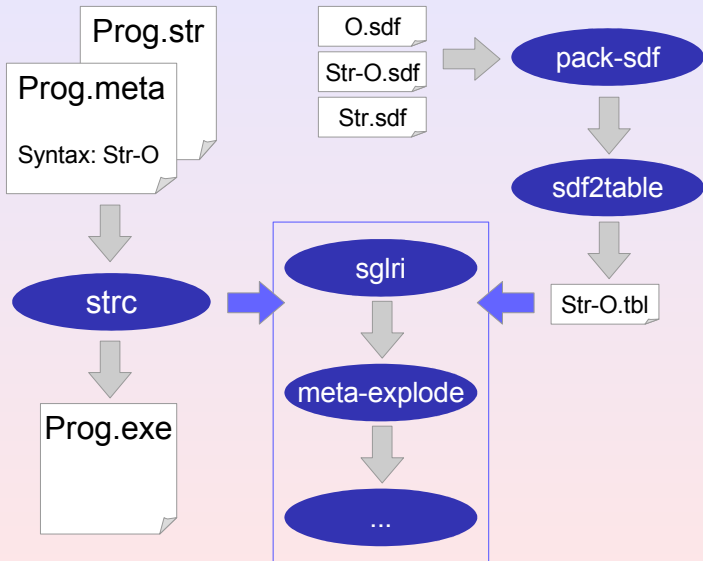 Prog.str
Prog.meta
Syntax: Str-O
O.sdf
Str-O.sdf
Str.sdf
pack-sdf
sdf2table
Str-O.tbl
strc
Prog.exe
sglri
meta-explode
...